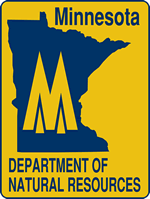 Minnesota
M
DEPARTMENT OF
NATURAL RESOURCES